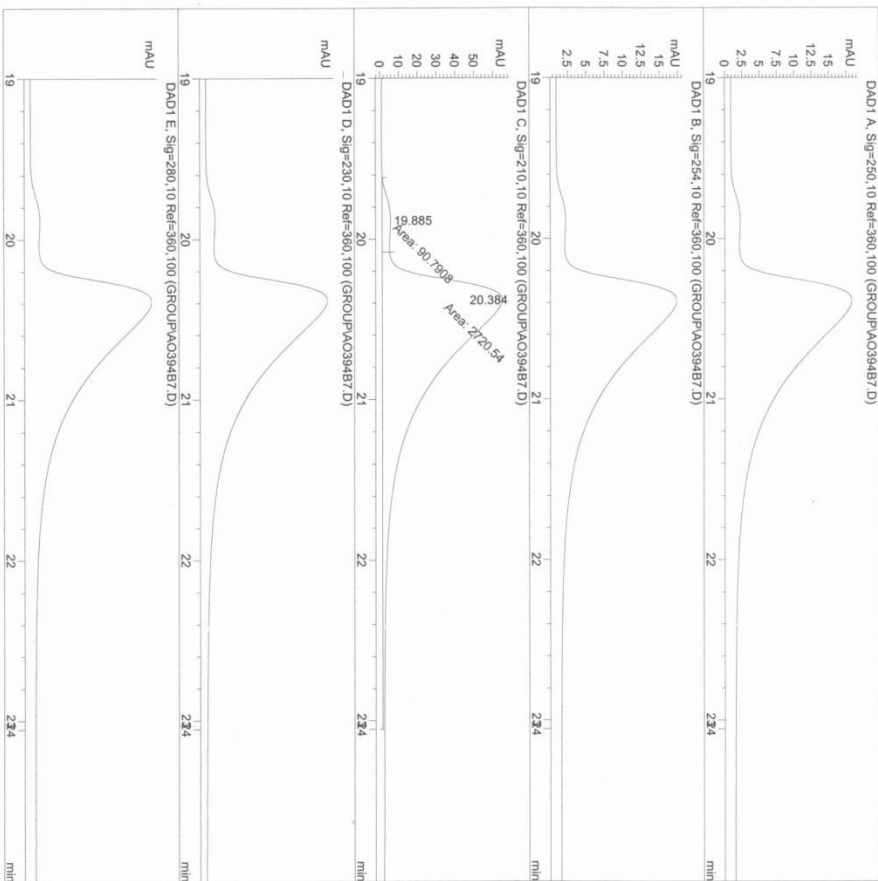 DAD1 A, Sig=250,10 Ref=360,100 (GROUP\AO394B7.D)
mAU
15
12.5
10
7.5
5
2.5
0
19 20 21 22 min
DAD1 B, Sig=254,10 Ref=360,100 (GROUP\AO394B7.D)
mAU
15
12.5
10
7.5
5
2.5
0
19 20 21 22 min
DAD1 C, Sig=210,10 Ref=360,100 (GROUP\AO394B7.D)
mAU
50
40
30
20
10
0
20.384
Area: 2720.54
19.885
Area: 90.7908
19 20 21 22 min
DAD1 D, Sig=230,10 Ref=360,100 (GROUP\AO394B7.D)
mAU
19 20 21 22 min
DAD1 E, Sig=280,10 Ref=360,100 (GROUP\AO394B7.D)
mAU
19 20 21 22 min